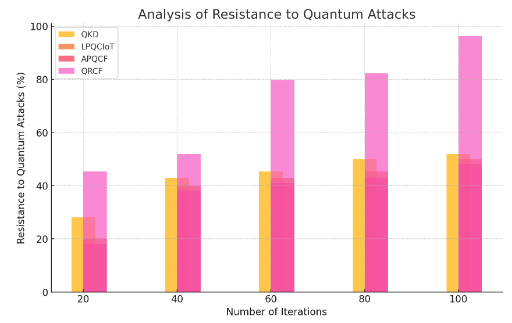 Analysis of Resistance to Quantum Attacks
100
80
60
40
20
0
Resistance to Quantum Attacks (%)
QKD
LPQCIoT
APQCF
QRCF
20 40 60 80 100
Number of Iterations